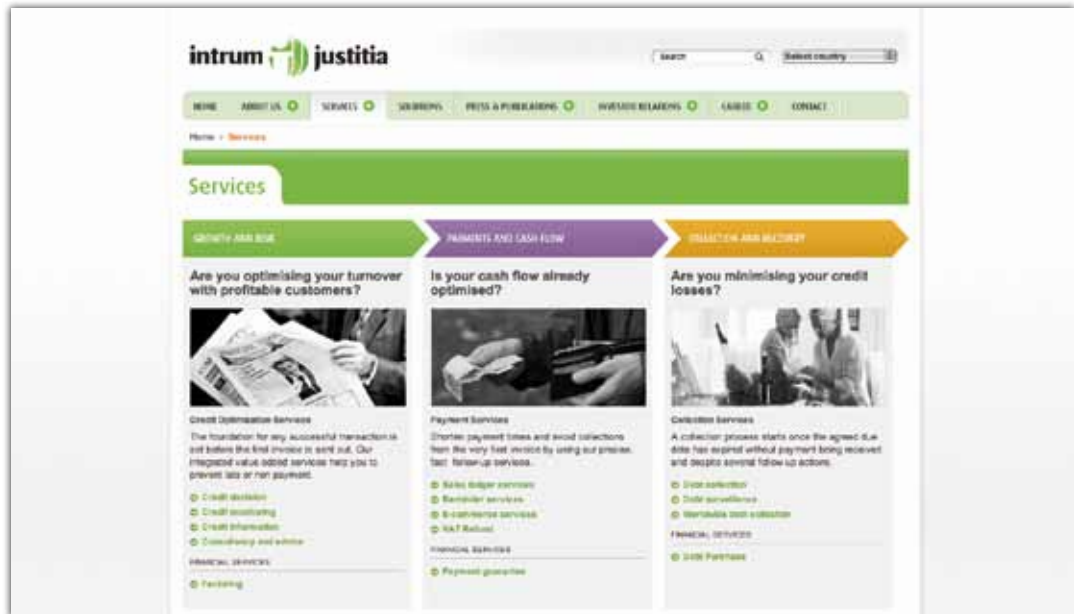 intrum justitia
Search
Select country
HOME ABOUT US SERVICES SOLUTIONS PRESS & PUBLICATIONS INVESTOR RELATIONS CAREER CONTACT
Home > Services
Services
GROWTH AND RISK
Are you optimising your turnover
with profitable customers?
Credit Optimisation Services
The foundation for any successful transaction is
set before the first invoice is sent out. Our
integrated value added services help you to
prevent late or non payment.
Credit decision
Credit monitoring
Credit information
Consultancy and advice
FINANCIAL SERVICES
Factoring
PAYMENTS AND CASH FLOW
Is your cash flow already
optimised?
Payment Services
Shorten payment times and avoid collections
from the very first invoice by using our precise,
fast follow-up services.
Sales ledger services
Reminder services
E-commerce services
VAT Refund
FINANCIAL SERVICES
Payment guarantee
COLLECTION AND RECOVERY
Are you minimising your credit
losses?
Collection Services
A collection process starts once the agreed due
date has expired without payment being received
and despite several follow up actions.
Debt collection
Debt surveillance
Worldwide debt collection
FINANCIAL SERVICES
Debt Purchase